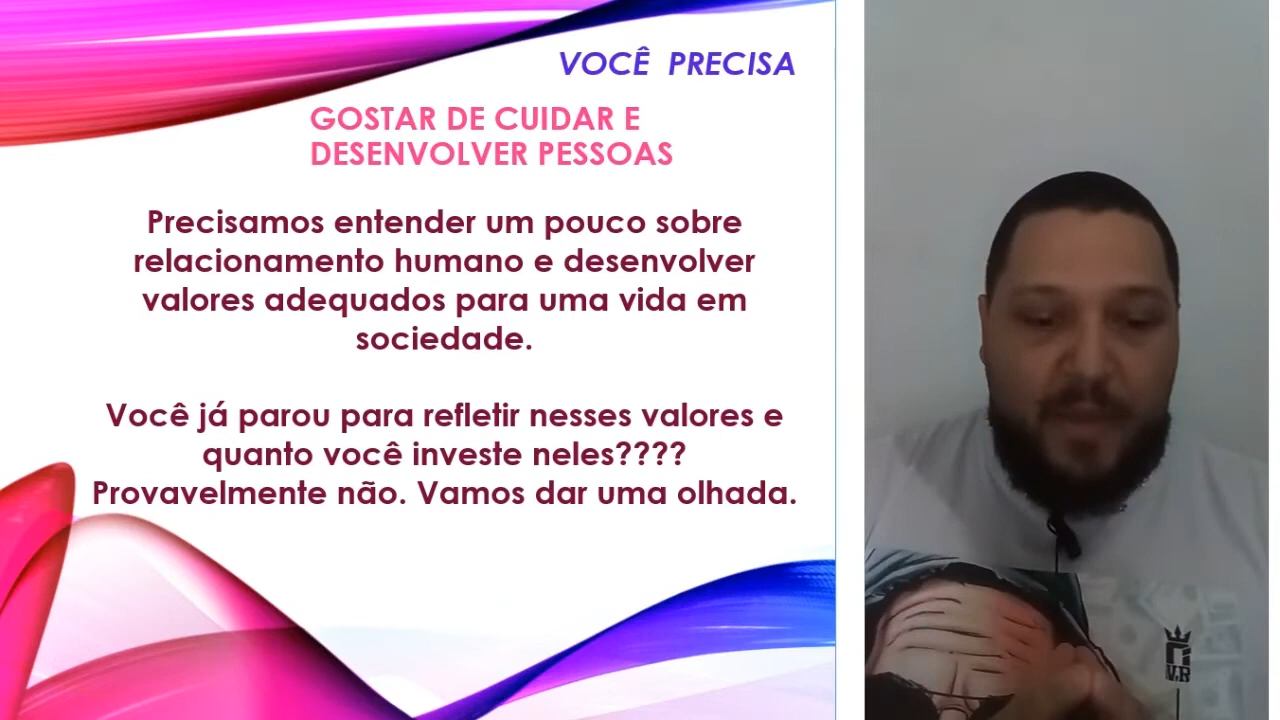 VOCÊ PRECISA
GOSTAR DE CUIDAR E
DESENVOLVER PESSOAS
Precisamos entender um pouco sobre
relacionamento humano e desenvolver
valores adequados para uma vida em
sociedade.
Você já parou para refletir nesses valores e
quanto você investe neles????
Provavelmente não. Vamos dar uma olhada.
V.R